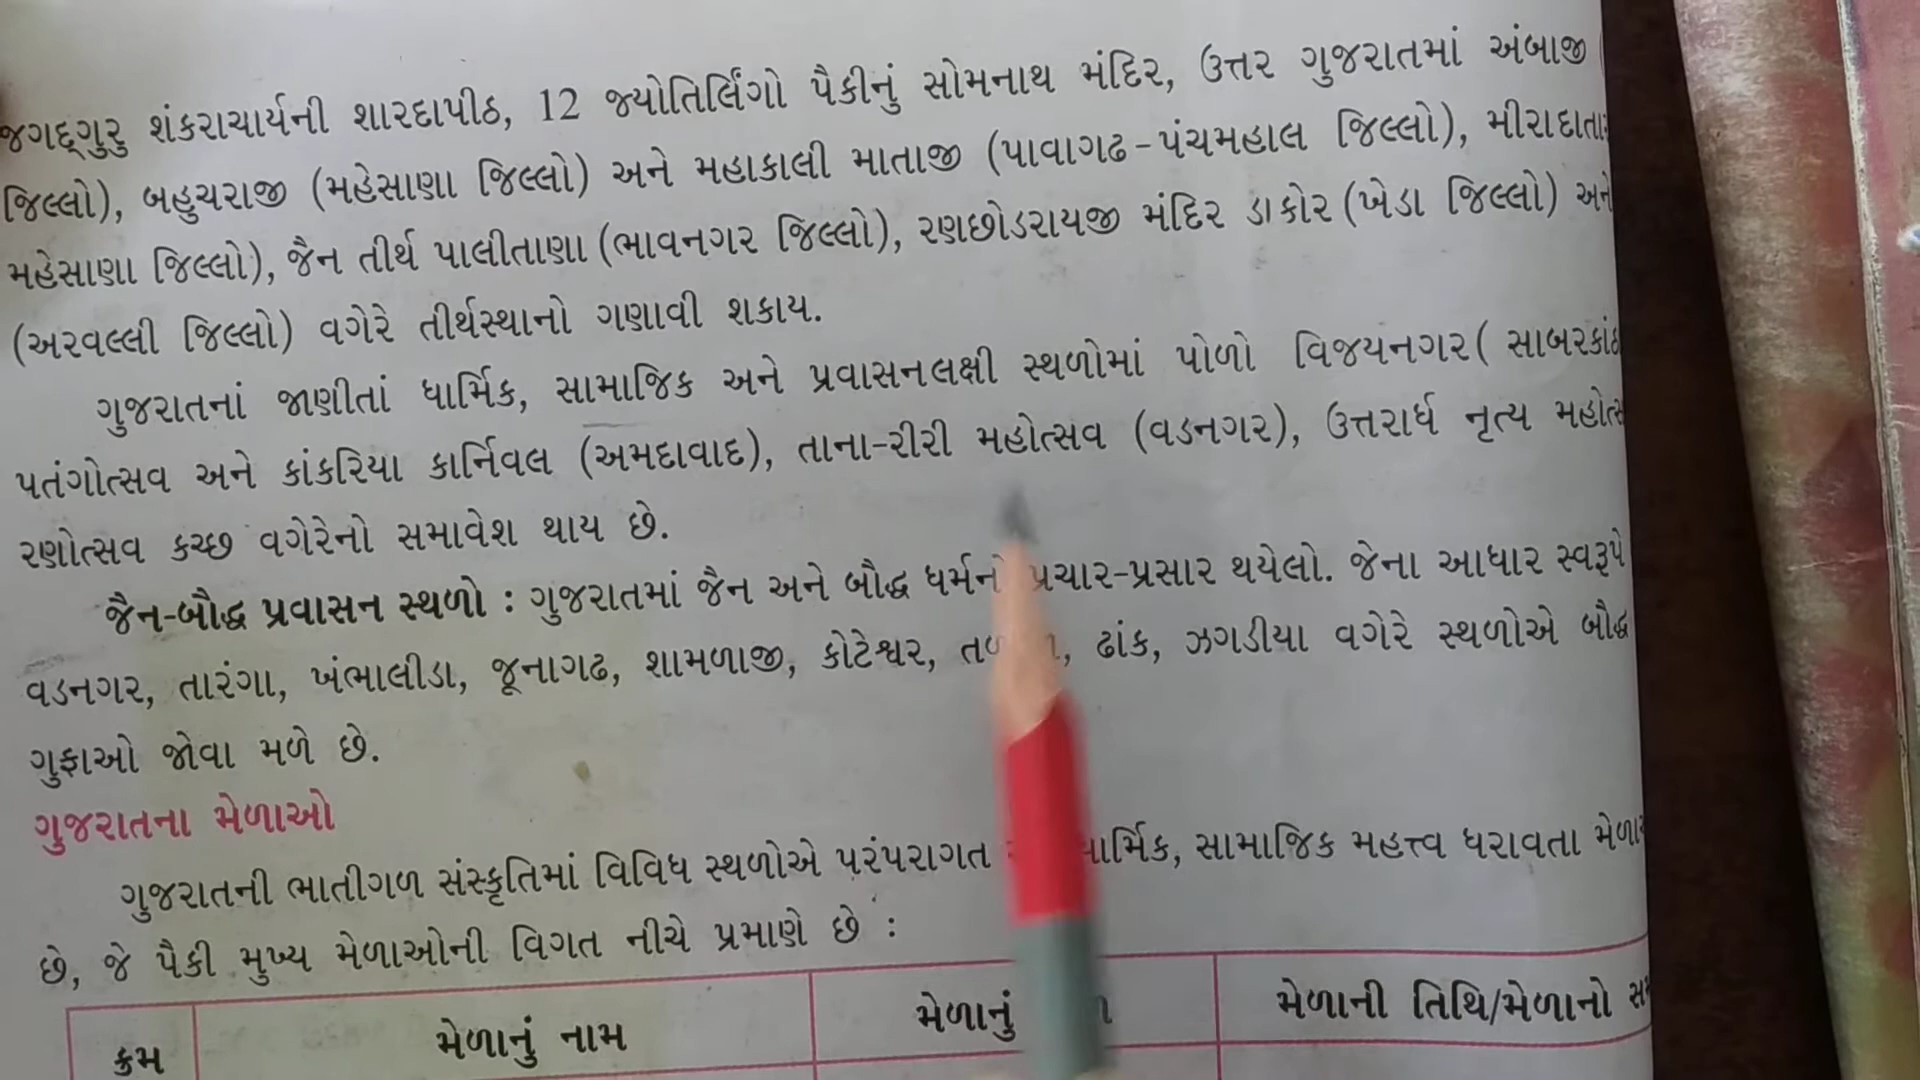 જગદ્ગુરુ શંકરાચાર્યની શારદાપીઠ, 12 જ્યોતિર્લિંગો પૈકીનું સોમનાથ મંદિર, ઉત્તર ગુજરાતમાં અંબાજી
જિલ્લો), બહુચરાજી (મહેસાણા જિલ્લો) અને મહાકાલી માતાજી (પાવાગઢ-પંચમહાલ જિલ્લો),
મહેસાણા જિલ્લો), જૈન તીર્થ પાલીતાણા (ભાવનગર જિલ્લો), રણછોડરાયજી મંદિર ડાકોર (ખેડા જિલ્લો) અને
(અરવલ્લી જિલ્લો) વગેરે તીર્થસ્થાનો ગણાવી શકાય.
ગુજરાતનાં જાણીતાં ધાર્મિક, સામાજિક અને પ્રવાસનલક્ષી સ્થળોમાં પોળો વિજયનગર (
પતંગોત્સવ અને કાંકરિયા કાર્નિવલ (અમદાવાદ), તાના-રીરી મહોત્સવ (વડનગર), ઉત્તરાર્ધ નૃત્ય
રણોત્સવ કચ્છ વગેરેનો સમાવેશ થાય છે.
જૈન-બૌદ્ધ પ્રવાસન સ્થળો : ગુજરાતમાં જૈન અને બૌદ્ધ પ્રચાર-પ્રસાર થયેલો. જેના આધાર સ્વરૂપે
વડનગર, તારંગા, ખંભાલીડા, જૂનાગઢ, શામળાજી, કોટેશ્વર, ઢાંક, ઝગડીયા વગેરે સ્થળોએ બૌદ્ધ
ગુફાઓ જોવા મળે છે.
ગુજરાતના મેળાઓ
ગુજરાતની ભાતીગળ સંસ્કૃતિમાં વિવિધ સ્થળોએ પરંપરાગત સામાજિક મહત્ત્વ ધરાવતા
છે, જે પૈકી મુખ્ય મેળાઓની વિગત નીચે પ્રમાણે છે :
ક્રમ મેળાનું નામ મેળાનું મેળાની તિથિ/મેળાનો